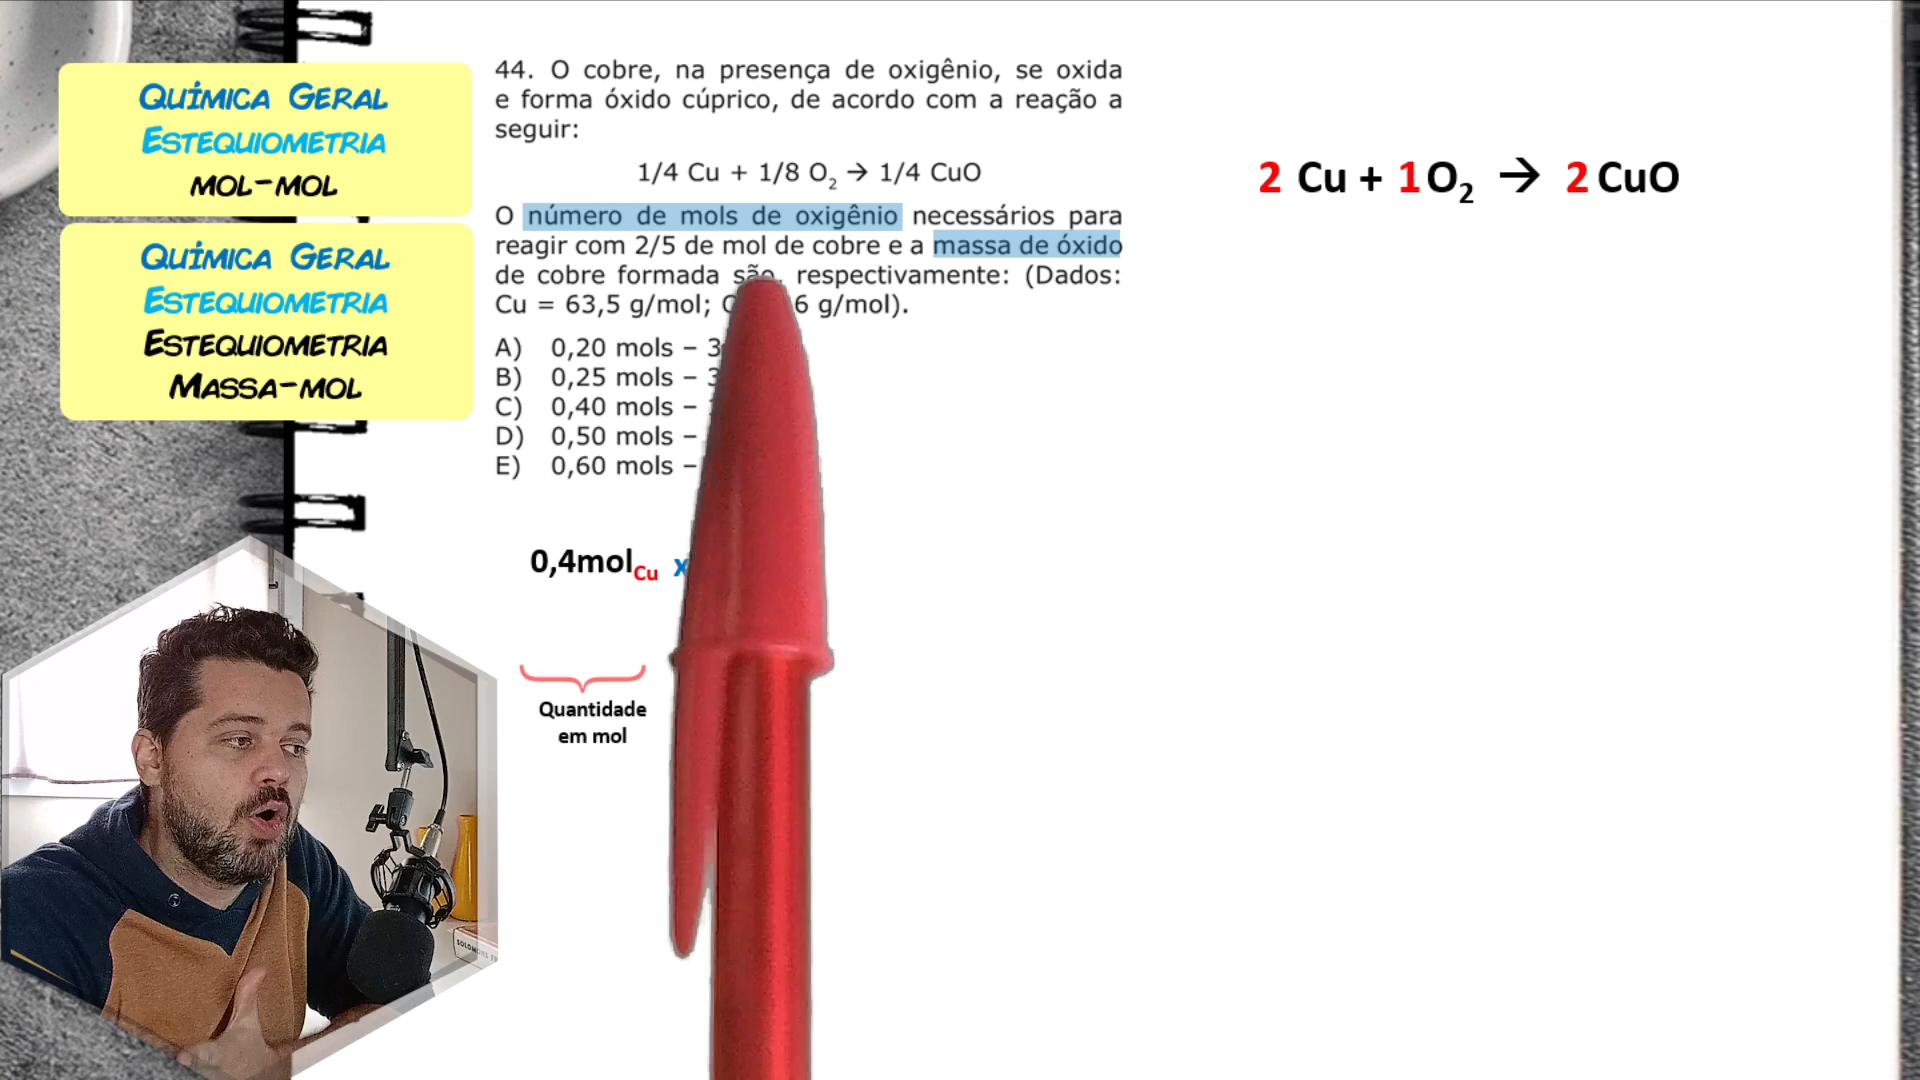 QUÍMICA GERAL
ESTEQUIOMETRIA
MOL-MOL
QUÍMICA GERAL
ESTEQUIOMETRIA
ESTEQUIOMETRIA
MASSA-MOL
44. O cobre, na presença de oxigênio, se oxida
e forma óxido cúprico, de acordo com a reação a
seguir:
1/4 Cu + 1/8 O₂ → 1/4 CuO
O número de mols de oxigênio necessários para
reagir com 2/5 de mol de cobre e a massa de óxido
de cobre formada são, respectivamente: (Dados:
Cu = 63,5 g/mol; 6 g/mol).
A) 0,20 mols – 3
B) 0,25 mols – 3
C) 0,40 mols –
D) 0,50 mols –
E) 0,60 mols –
2 Cu + 1 O₂ → 2 CuO
0,4mol Cu x
Quantidade
em mol